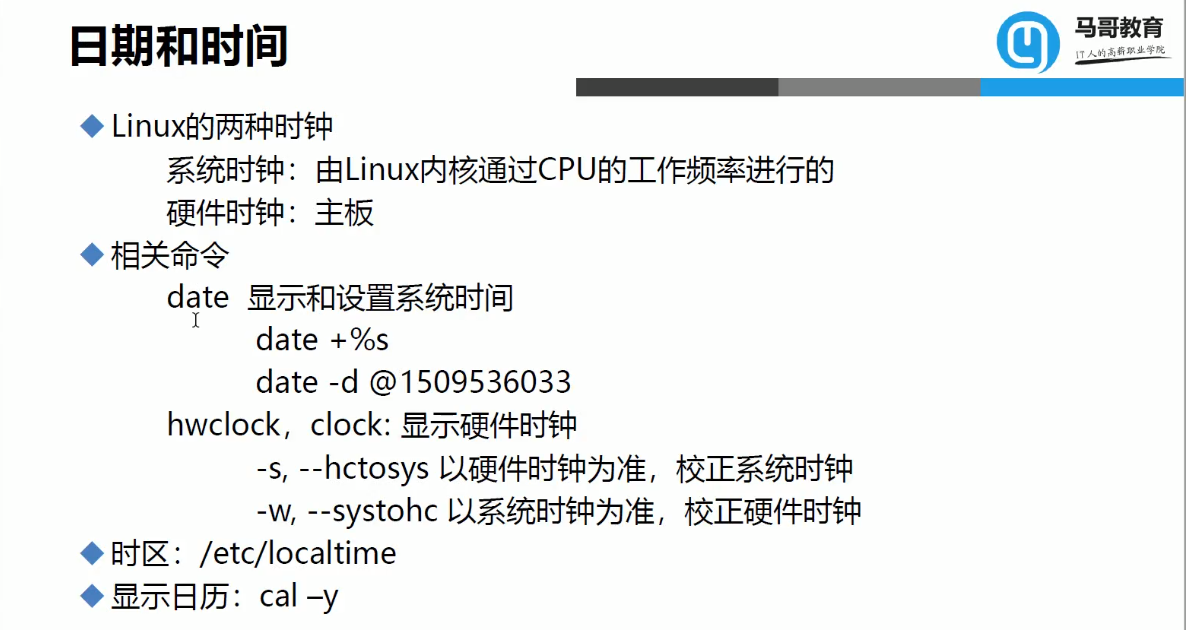 日期和时间
马哥教育
IT人的高薪职业学院
Linux的两种时钟
系统时钟：由Linux内核通过CPU的工作频率进行的
硬件时钟：主板
相关命令
date 显示和设置系统时间
date +%s
date -d @1509536033
hwclock，clock: 显示硬件时钟
-s, --hctosys 以硬件时钟为准，校正系统时钟
-w, --systohc 以系统时钟为准，校正硬件时钟
时区：/etc/localtime
显示日历：cal –y